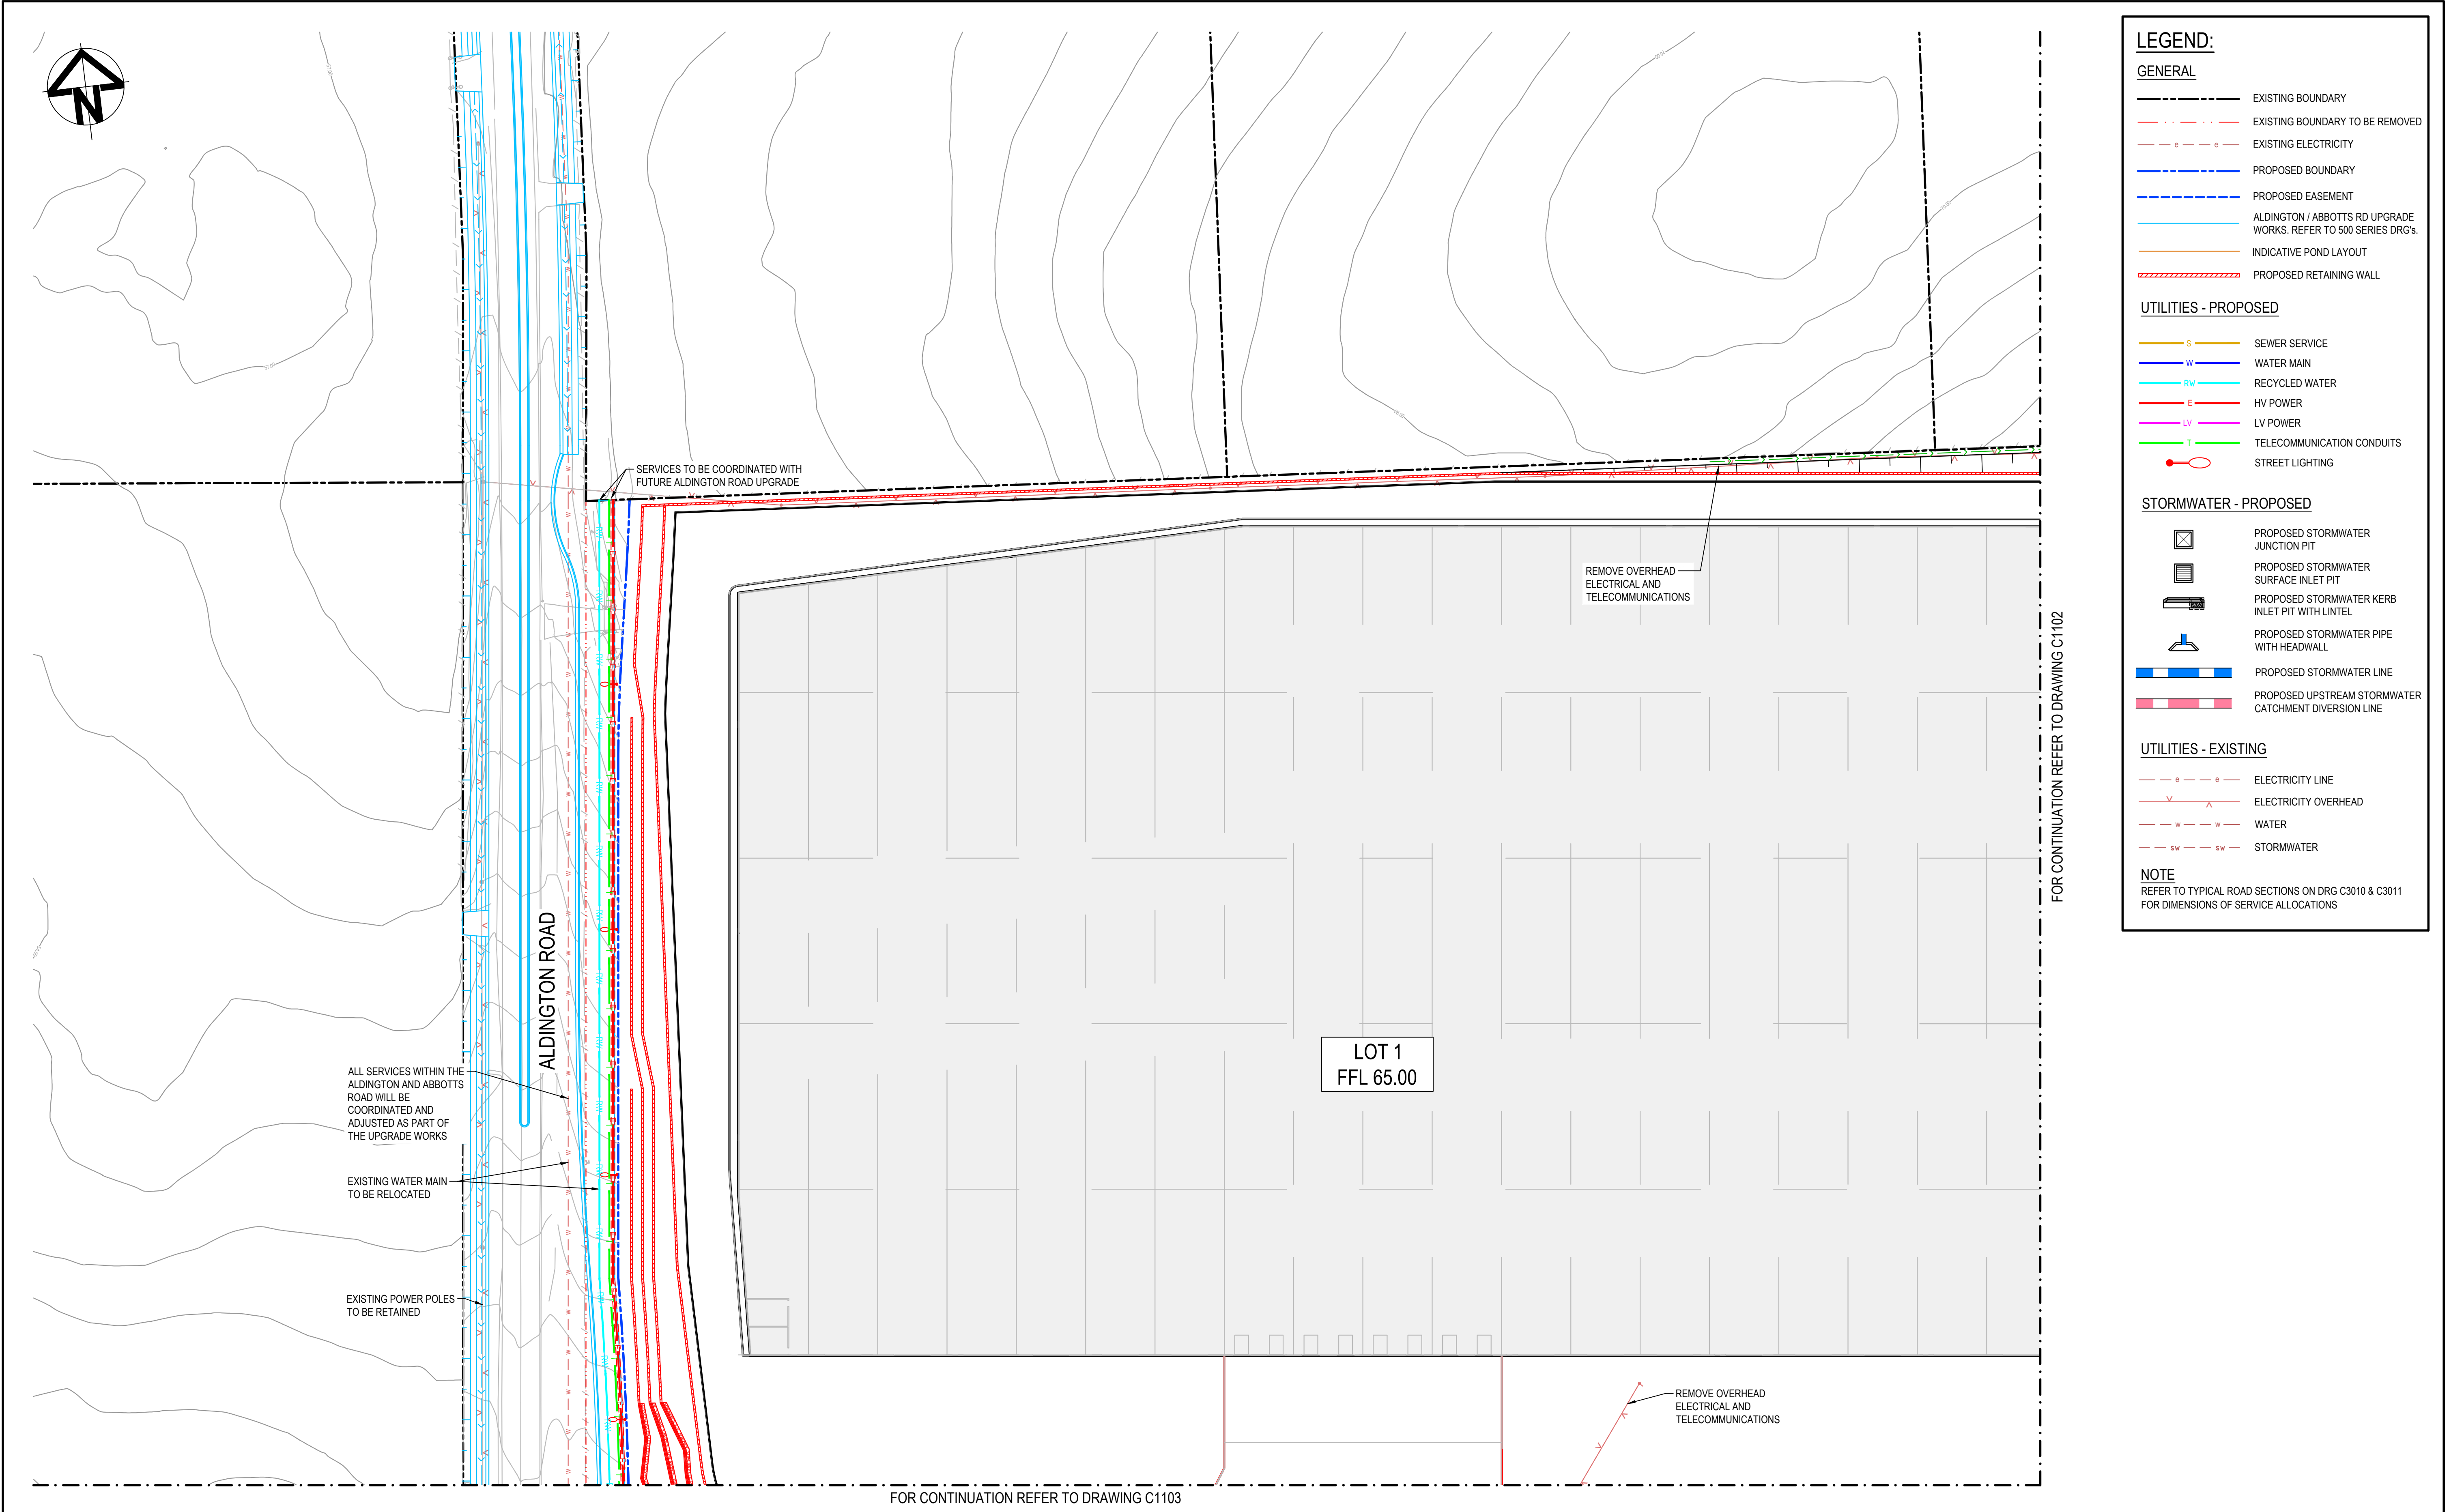 N
SERVICES TO BE COORDINATED WITH
FUTURE ALDINGTON ROAD UPGRADE
REMOVE OVERHEAD
ELECTRICAL AND
TELECOMMUNICATIONS
ALDINGTON ROAD
LOT 1
FFL 65.00
ALL SERVICES WITHIN THE
ALDINGTON AND ABBOTTS
ROAD WILL BE
COORDINATED AND
ADJUSTED AS PART OF
THE UPGRADE WORKS
EXISTING WATER MAIN
TO BE RELOCATED
EXISTING POWER POLES
TO BE RETAINED
REMOVE OVERHEAD
ELECTRICAL AND
TELECOMMUNICATIONS
FOR CONTINUATION REFER TO DRAWING C1103
FOR CONTINUATION REFER TO DRAWING C1102
LEGEND:
GENERAL
EXISTING BOUNDARY
EXISTING BOUNDARY TO BE REMOVED
e e EXISTING ELECTRICITY
PROPOSED BOUNDARY
PROPOSED EASEMENT
ALDINGTON / ABBOTTS RD UPGRADE
WORKS. REFER TO 500 SERIES DRG's.
INDICATIVE POND LAYOUT
PROPOSED RETAINING WALL
UTILITIES - PROPOSED
S SEWER SERVICE
W WATER MAIN
RW RECYCLED WATER
E HV POWER
LV LV POWER
T TELECOMMUNICATION CONDUITS
STREET LIGHTING
STORMWATER - PROPOSED
PROPOSED STORMWATER
JUNCTION PIT
PROPOSED STORMWATER
SURFACE INLET PIT
PROPOSED STORMWATER KERB
INLET PIT WITH LINTEL
PROPOSED STORMWATER PIPE
WITH HEADWALL
PROPOSED STORMWATER LINE
PROPOSED UPSTREAM STORMWATER
CATCHMENT DIVERSION LINE
UTILITIES - EXISTING
e e ELECTRICITY LINE
ELECTRICITY OVERHEAD
w w WATER
sw sw STORMWATER
NOTE
REFER TO TYPICAL ROAD SECTIONS ON DRG C3010 & C3011
FOR DIMENSIONS OF SERVICE ALLOCATIONS